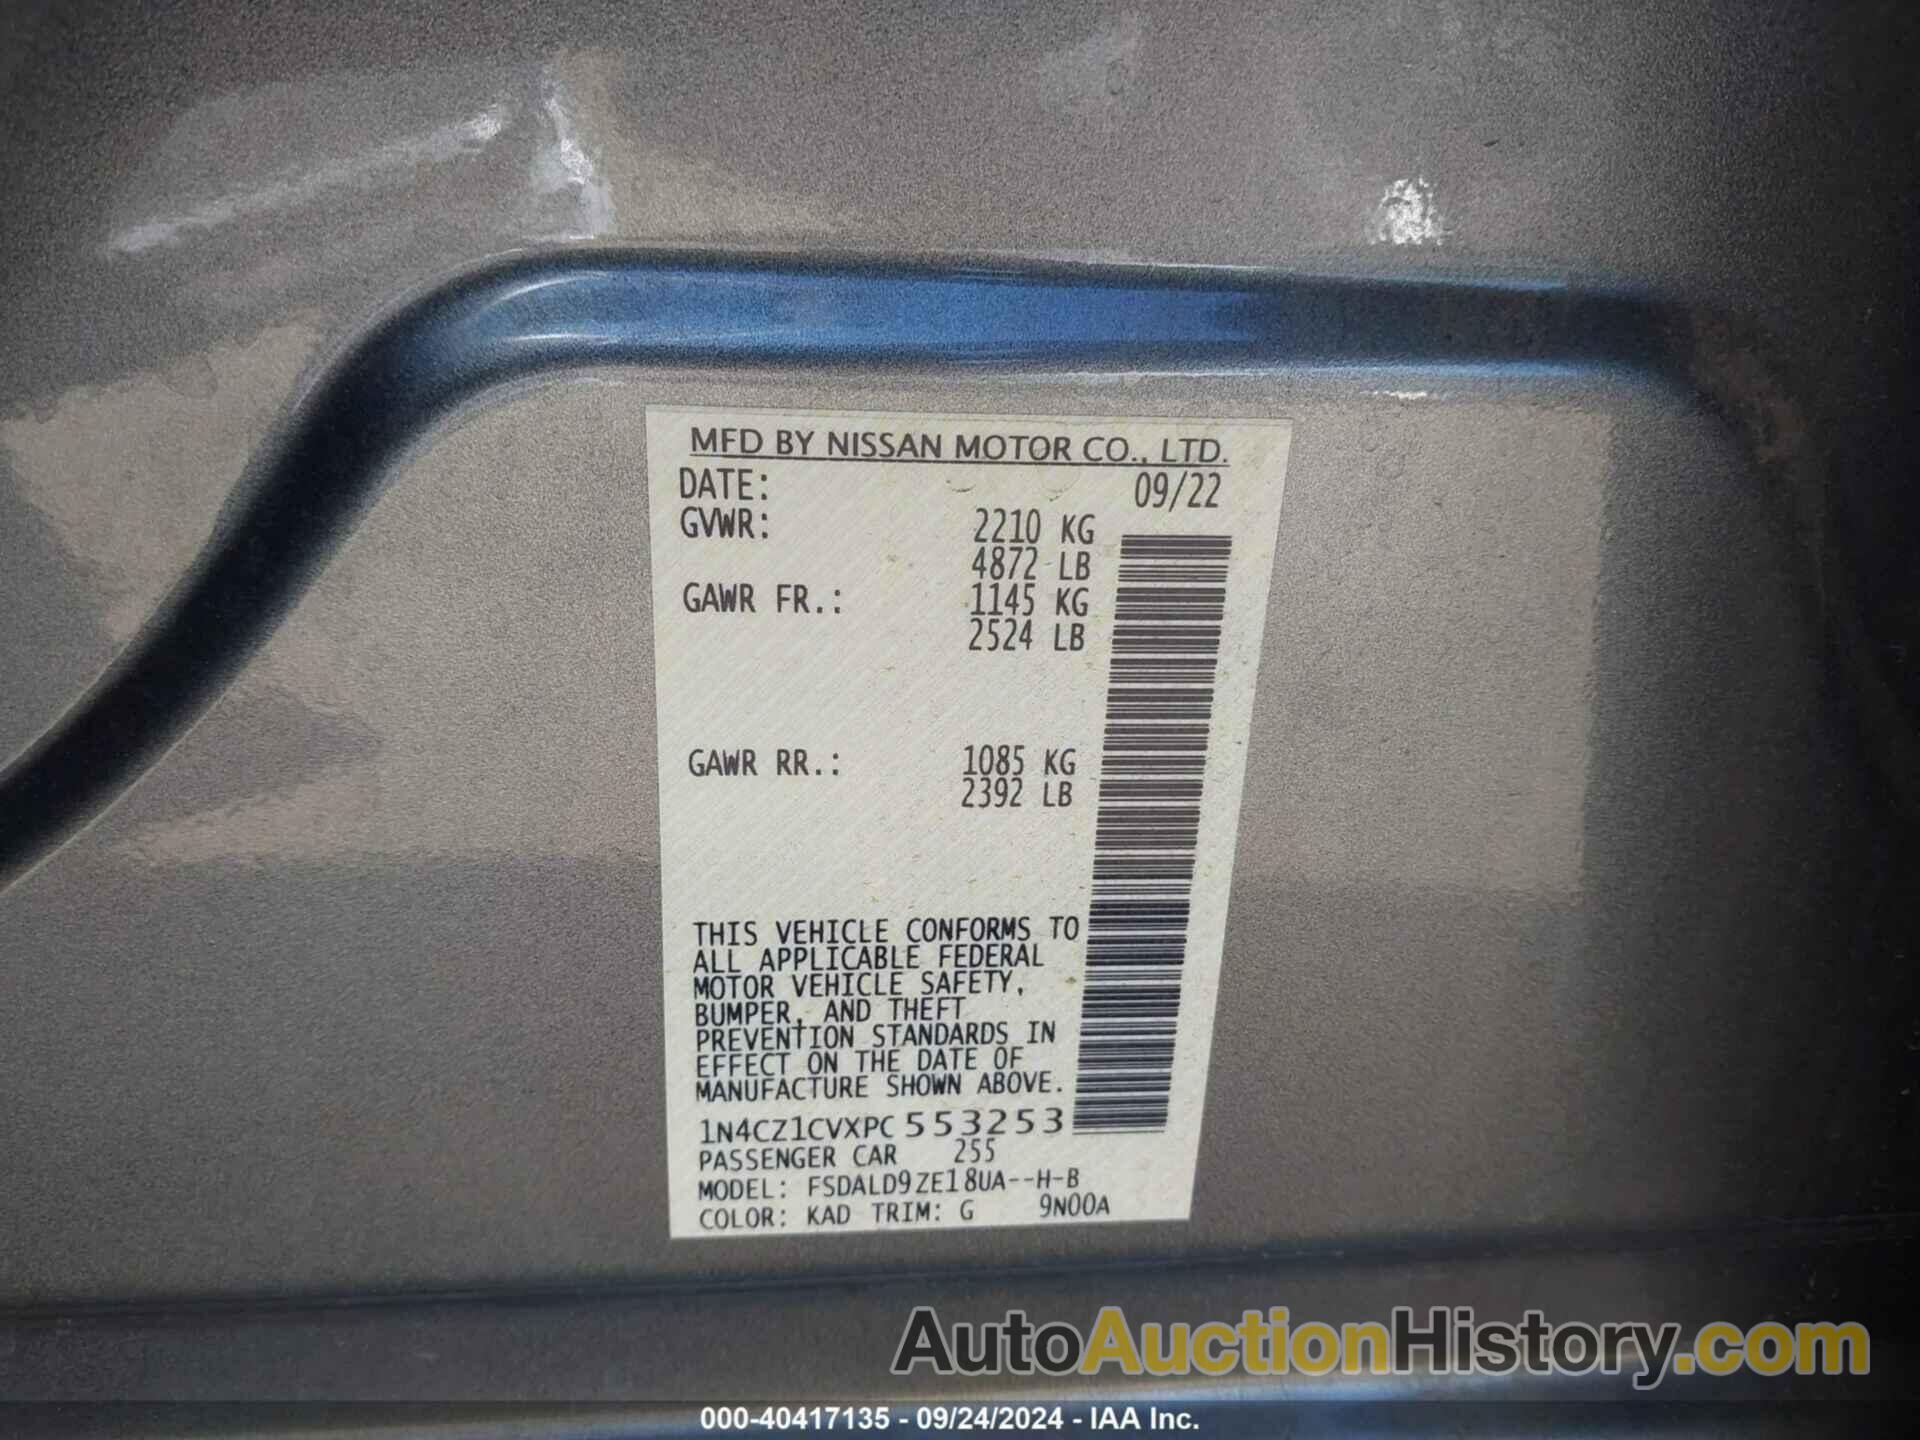 MFD BY NISSAN MOTOR CO., LTD.
DATE: 09/22
GVWR: 2210 KG
4872 LB
GAWR FR.: 1145 KG
2524 LB
GAWR RR.: 1085 KG
2392 LB
THIS VEHICLE CONFORMS TO
ALL APPLICABLE FEDERAL
MOTOR VEHICLE SAFETY,
BUMPER, AND THEFT
PREVENTION STANDARDS IN
EFFECT ON THE DATE OF
MANUFACTURE SHOWN ABOVE.
1N4CZ1CVXPC553253
PASSENGER CAR 255
MODEL: FSDALD9ZE18UA--H-B
COLOR: KAD TRIM: G 9N00A
AutoAuctionHistory.com
000-40417135 - 09/24/2024 - IAA Inc.